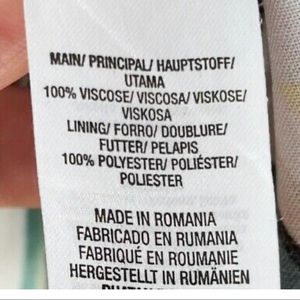 MAIN/ PRINCIPAL/ HAUPTSTOFF/
UTAMA
100% VISCOSE/ VISCOSA/ VISKOSE/
VISKOSA
LINING/ FORRO/ DOUBLURE/
FUTTER/ PELAPIS
100% POLYESTER/ POLIÉSTER/
POLIESTER
MADE IN ROMANIA
FABRICADO EN RUMANIA
FABRIQUÉ EN ROUMANIE
HERGESTELLT IN RUMÄNIEN